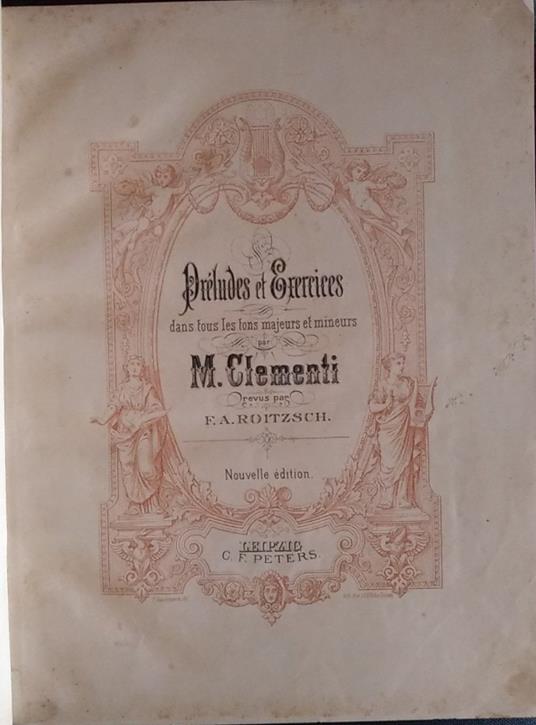 Préludes et Exercices
dans tous les tons majeurs et mineurs
par
M. Clementi
revus par
F. A. ROITZSCH.
Nouvelle édition.
LEIPZIG
C. F. PETERS.